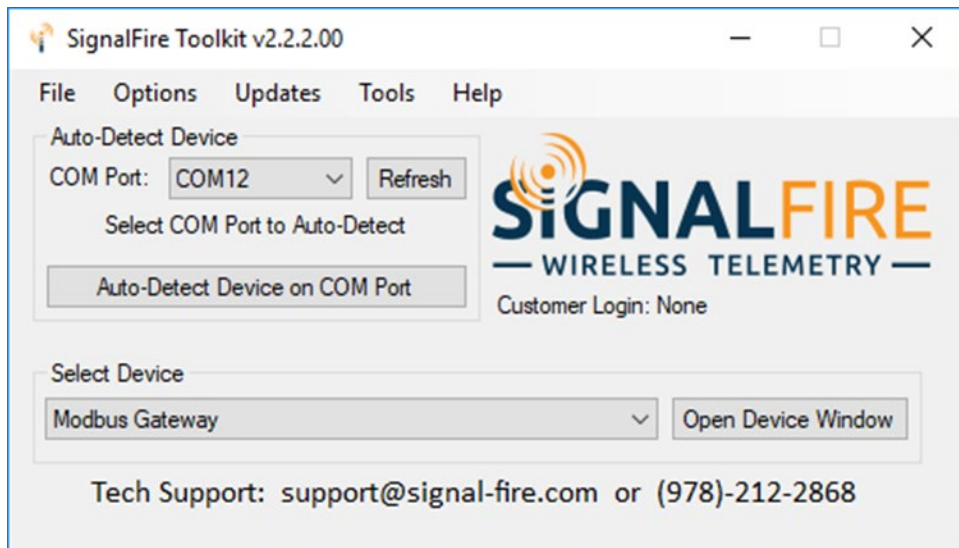 SignalFire Toolkit v2.2.2.00
File Options Updates Tools Help
Auto-Detect Device
COM Port: COM12 Refresh
Select COM Port to Auto-Detect
Auto-Detect Device on COM Port
SIGNALFIRE
WIRELESS TELEMETRY
Customer Login: None
Select Device
Modbus Gateway Open Device Window
Tech Support: support@signal-fire.com or (978)-212-2868